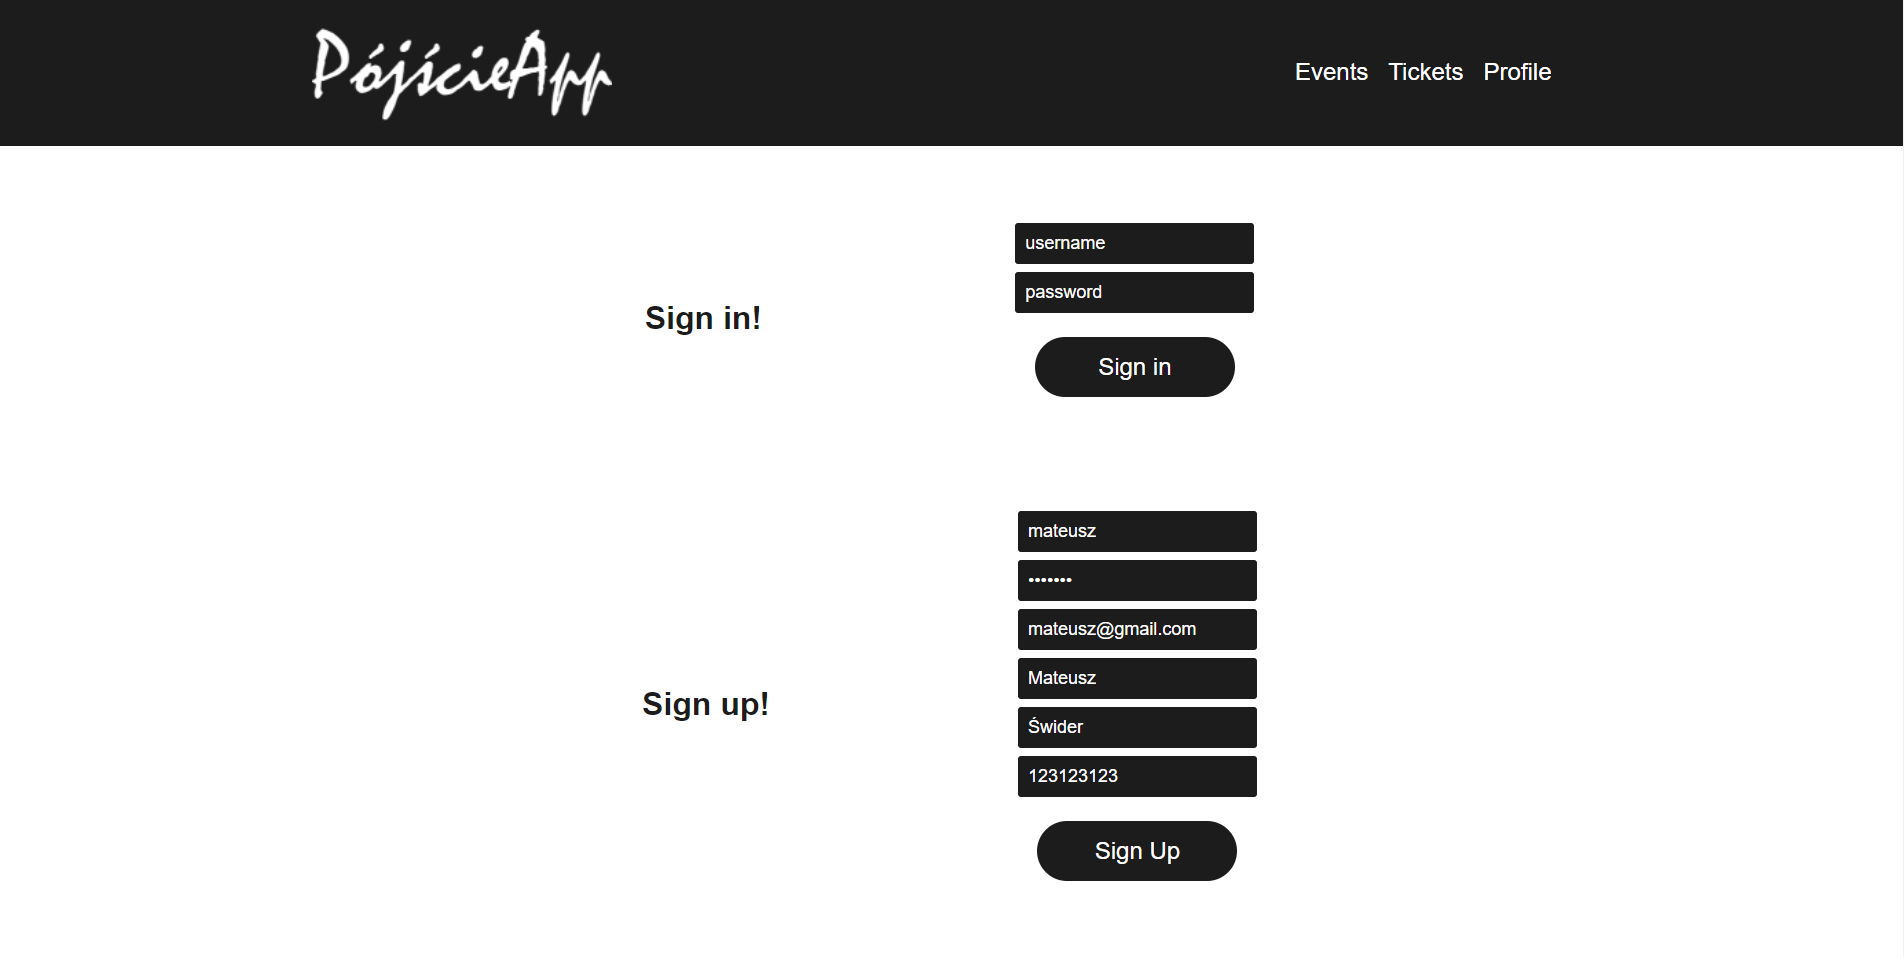 PójścieApp
Events Tickets Profile
username
password
Sign in!
Sign in
mateusz
•••••••
mateusz@gmail.com
Mateusz
Świder
123123123
Sign up!
Sign Up